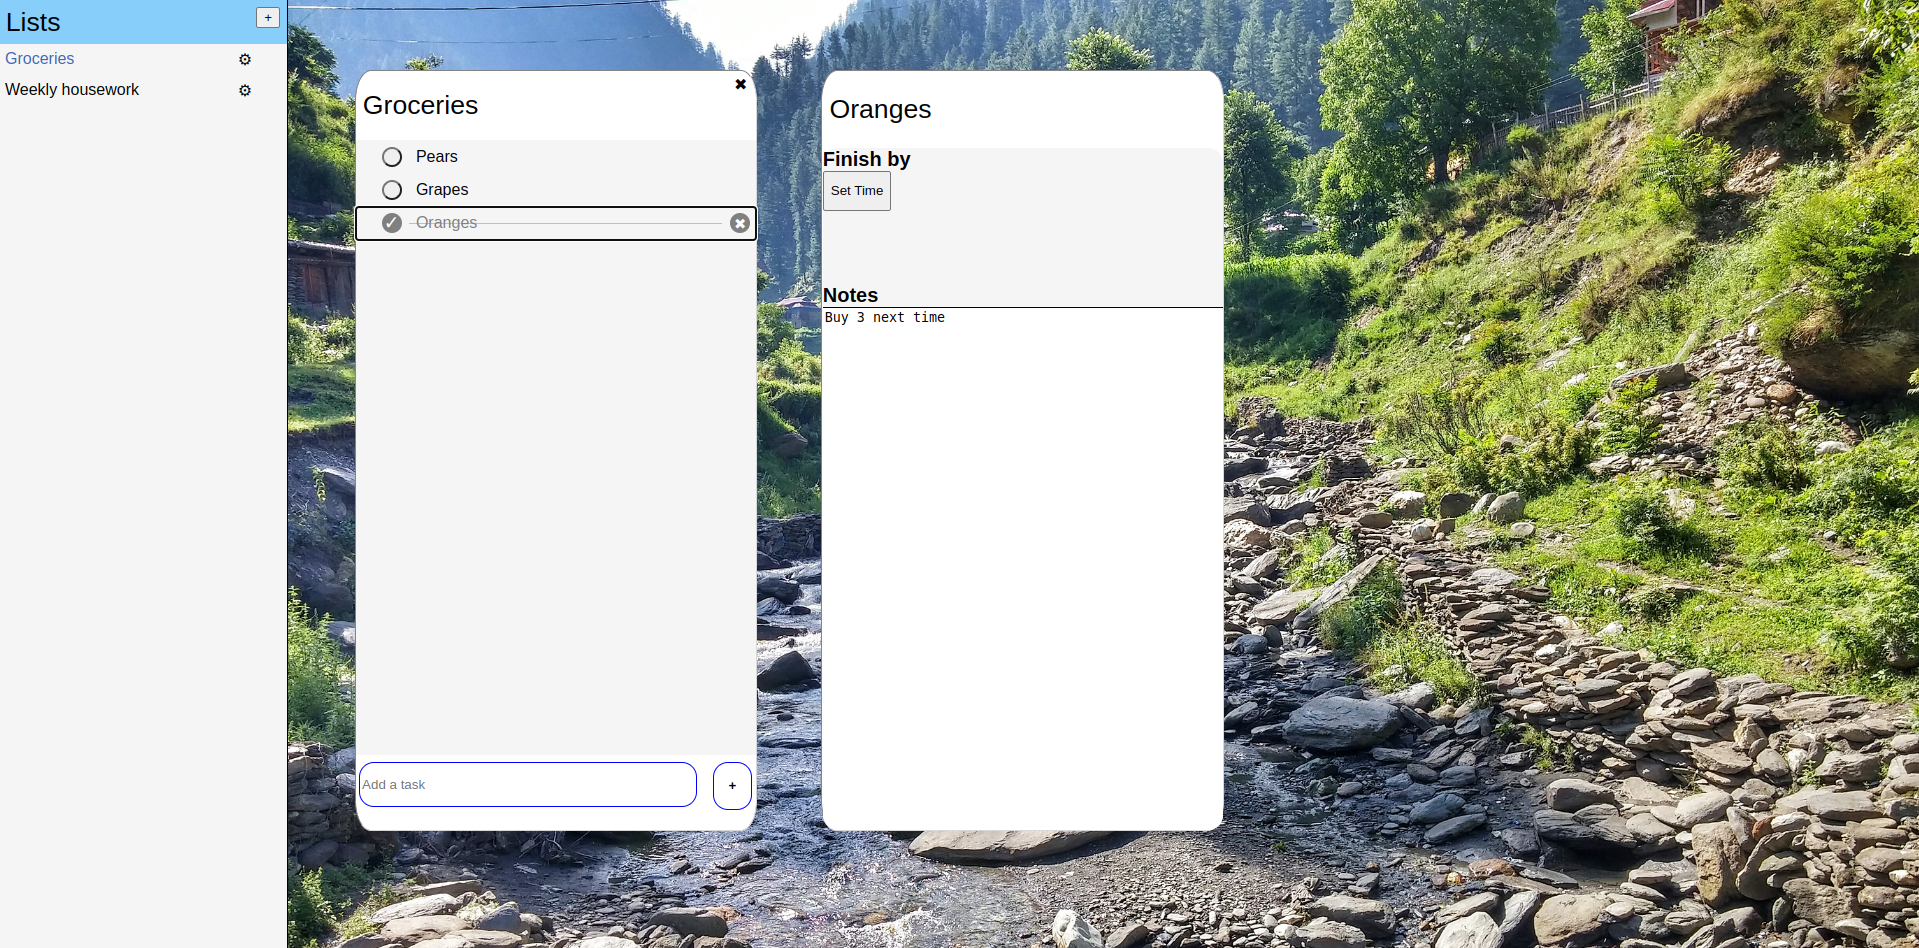 Lists
+
Groceries
Weekly housework
Groceries
Pears
Grapes
Oranges
Add a task
+
Oranges
Finish by
Set Time
Notes
Buy 3 next time